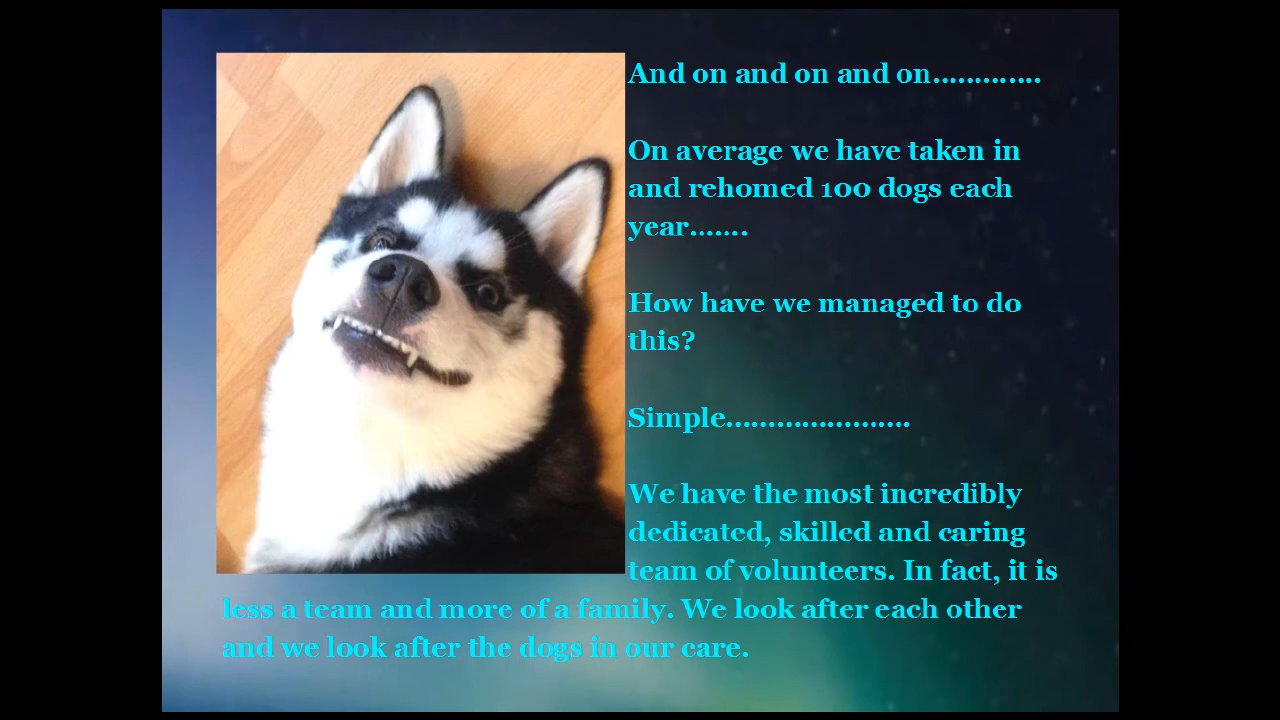 And on and on and on.............
On average we have taken in
and rehomed 100 dogs each
year.......
How have we managed to do
this?
Simple......................
We have the most incredibly
dedicated, skilled and caring
team of volunteers. In fact, it is
less a team and more of a family. We look after each other
and we look after the dogs in our care.